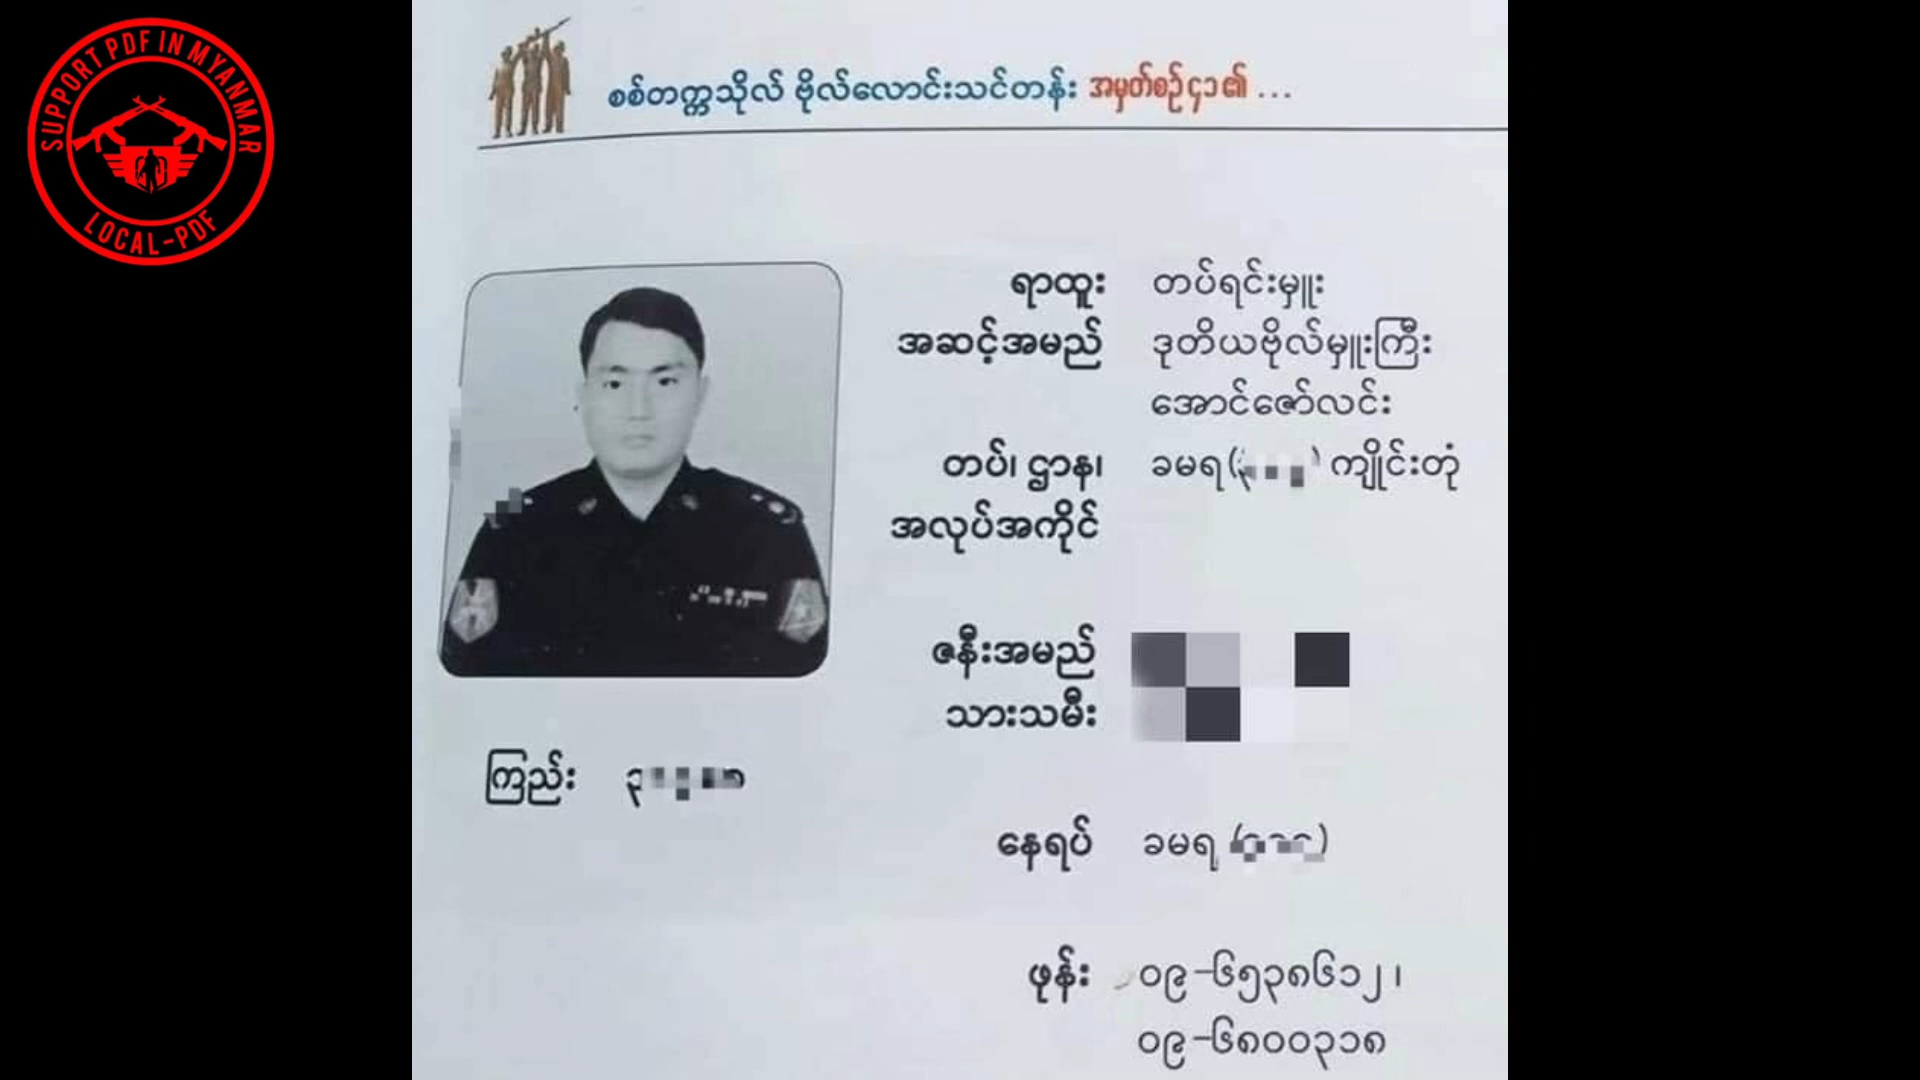 SUPPORT PDF IN MYANMAR
LOCAL-PDF
စစ်တက္ကသိုလ် ဗိုလ်လောင်းသင်တန်း အမှတ်စဉ်၄၁၏ ...
ရာထူး တပ်ရင်းမှူး
အဆင့်အမည် ဒုတိယဗိုလ်မှူးကြီး
အောင်ဇော်လင်း
တပ်၊ ဌာန၊ ခမရ ကျိုင်းတုံ
အလုပ်အကိုင်
ဇနီးအမည်
သားသမီး
ကြည်း
နေရပ် ခမရ
ဖုန်း ၀၉-၆၅၃၈၆၁၂၊
၀၉-၆၈၀၀၃၁၈